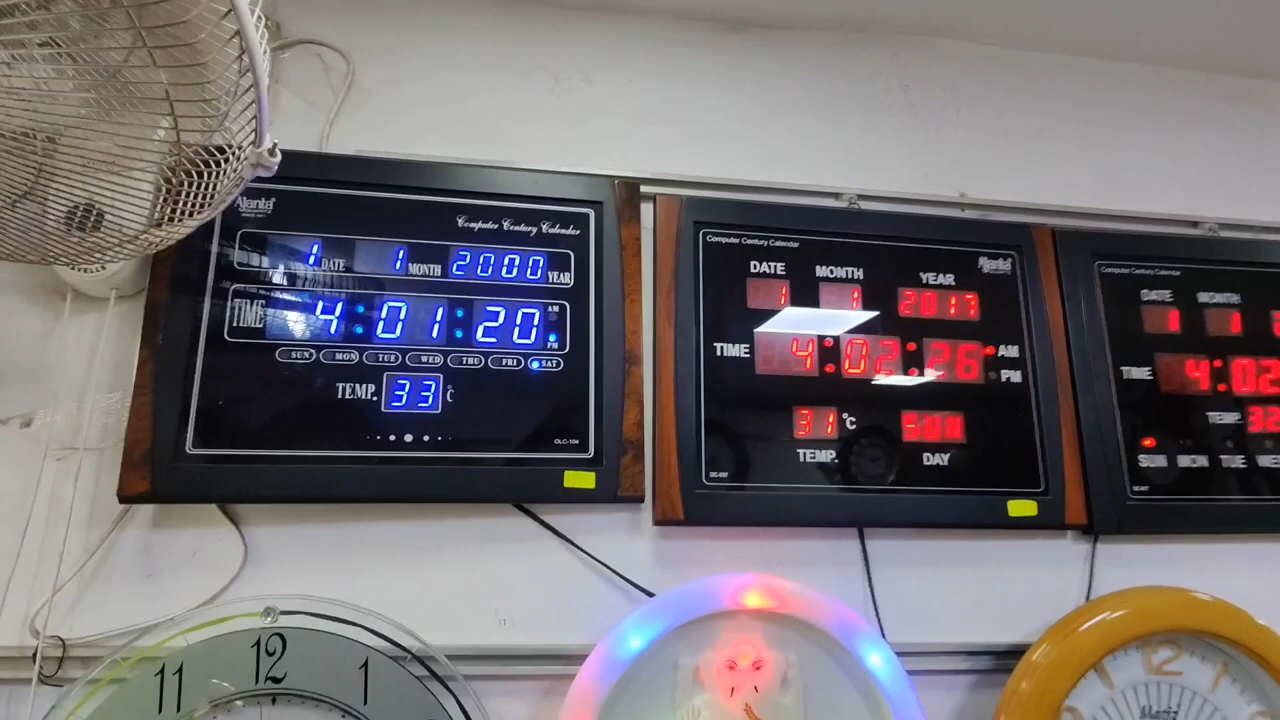 Ajanta
Computer Century Calendar
1 DATE 1 MONTH 2000 YEAR
TIME 4:01:20 AM PM
SUN MON TUE WED THU FRI SAT
TEMP. 33 °C
OLC-104
Computer Century Calendar
Ajanta
DATE MONTH YEAR
1 1 2017
TIME 4:02:26 AM PM
31 °C SUN
TEMP. DAY
Computer Century Calendar
DATE MONTH
1 1
TIME 4:02
TEMP. 32
SUN MON TUE WE
11 12 1
12